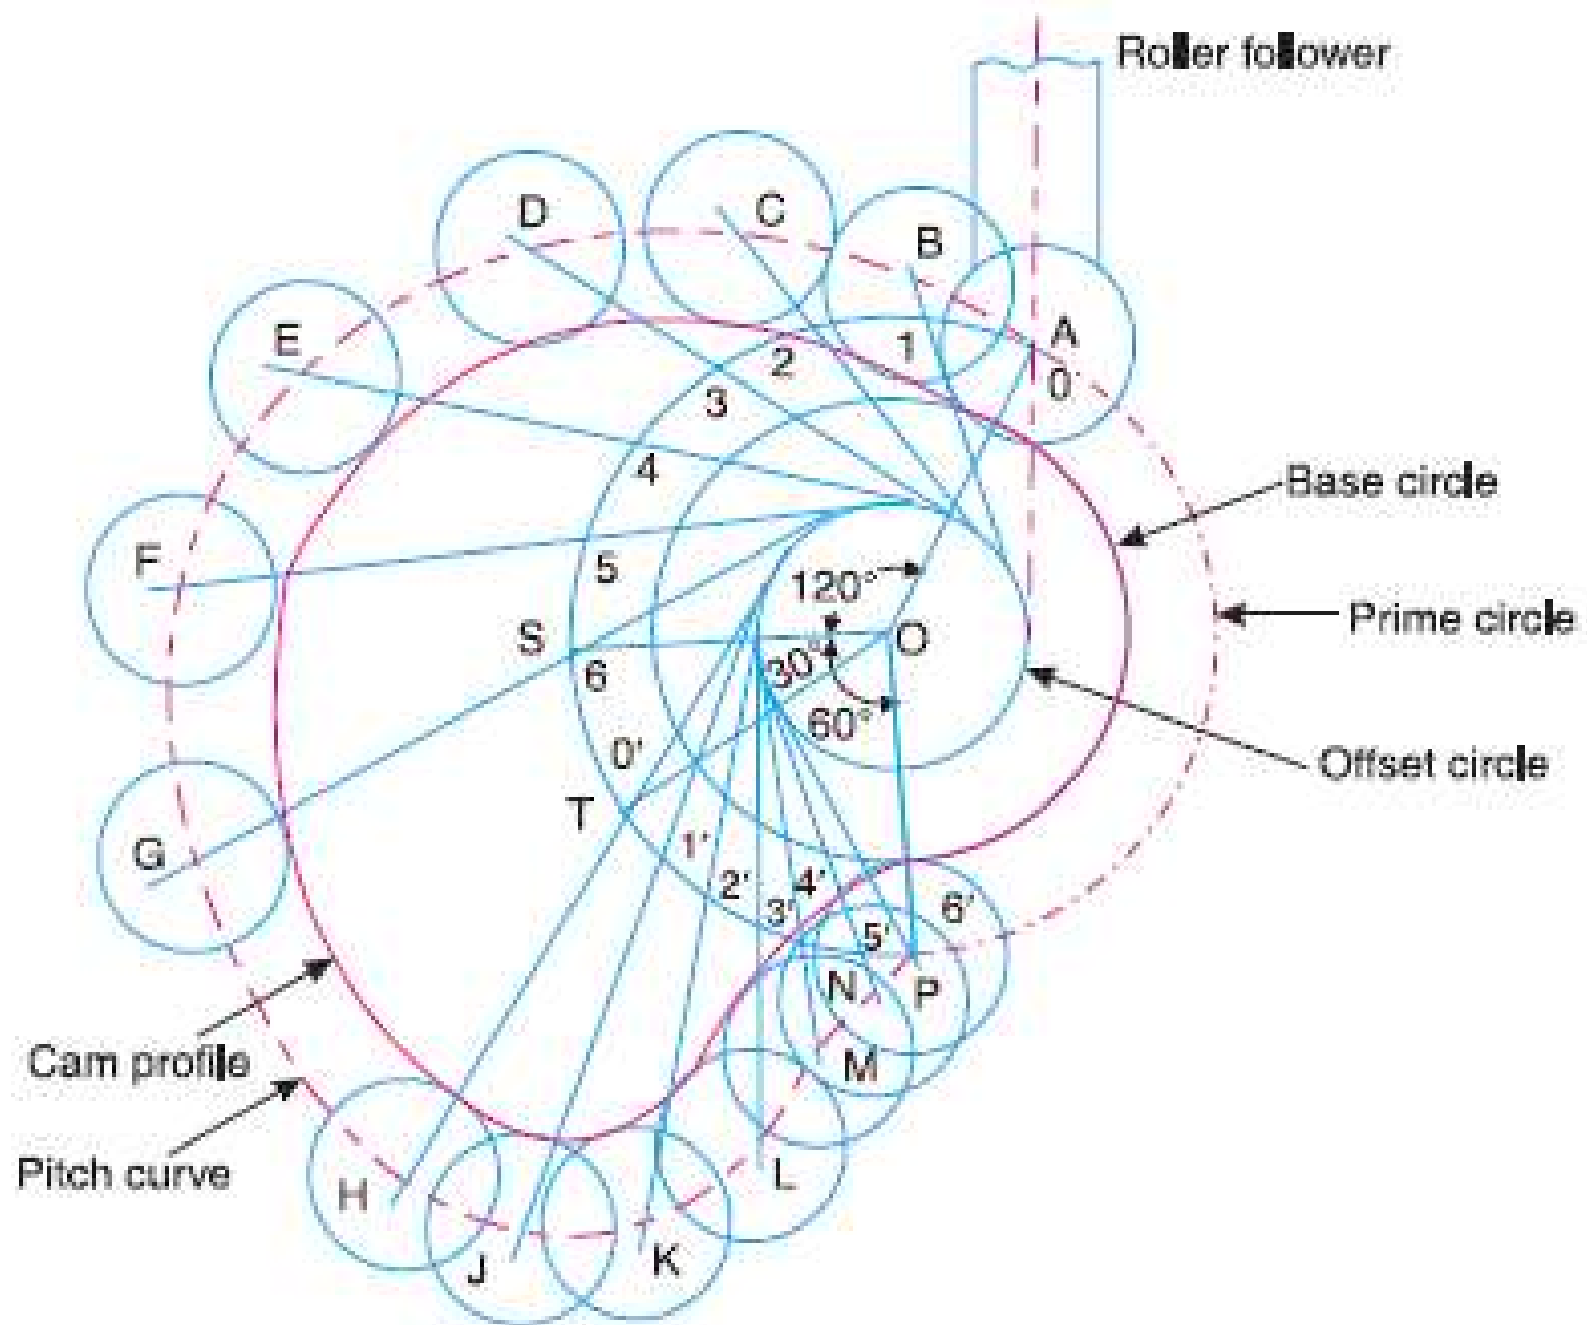 Roller follower
D
C
B
E
A
2
1
0
3
4
Base circle
F
5
120°
Prime circle
S
O
6
30°
60°
0'
Offset circle
T
G
1'
2'
4'
3'
6'
5'
N
P
Cam profile
M
Pitch curve
H
L
J
K